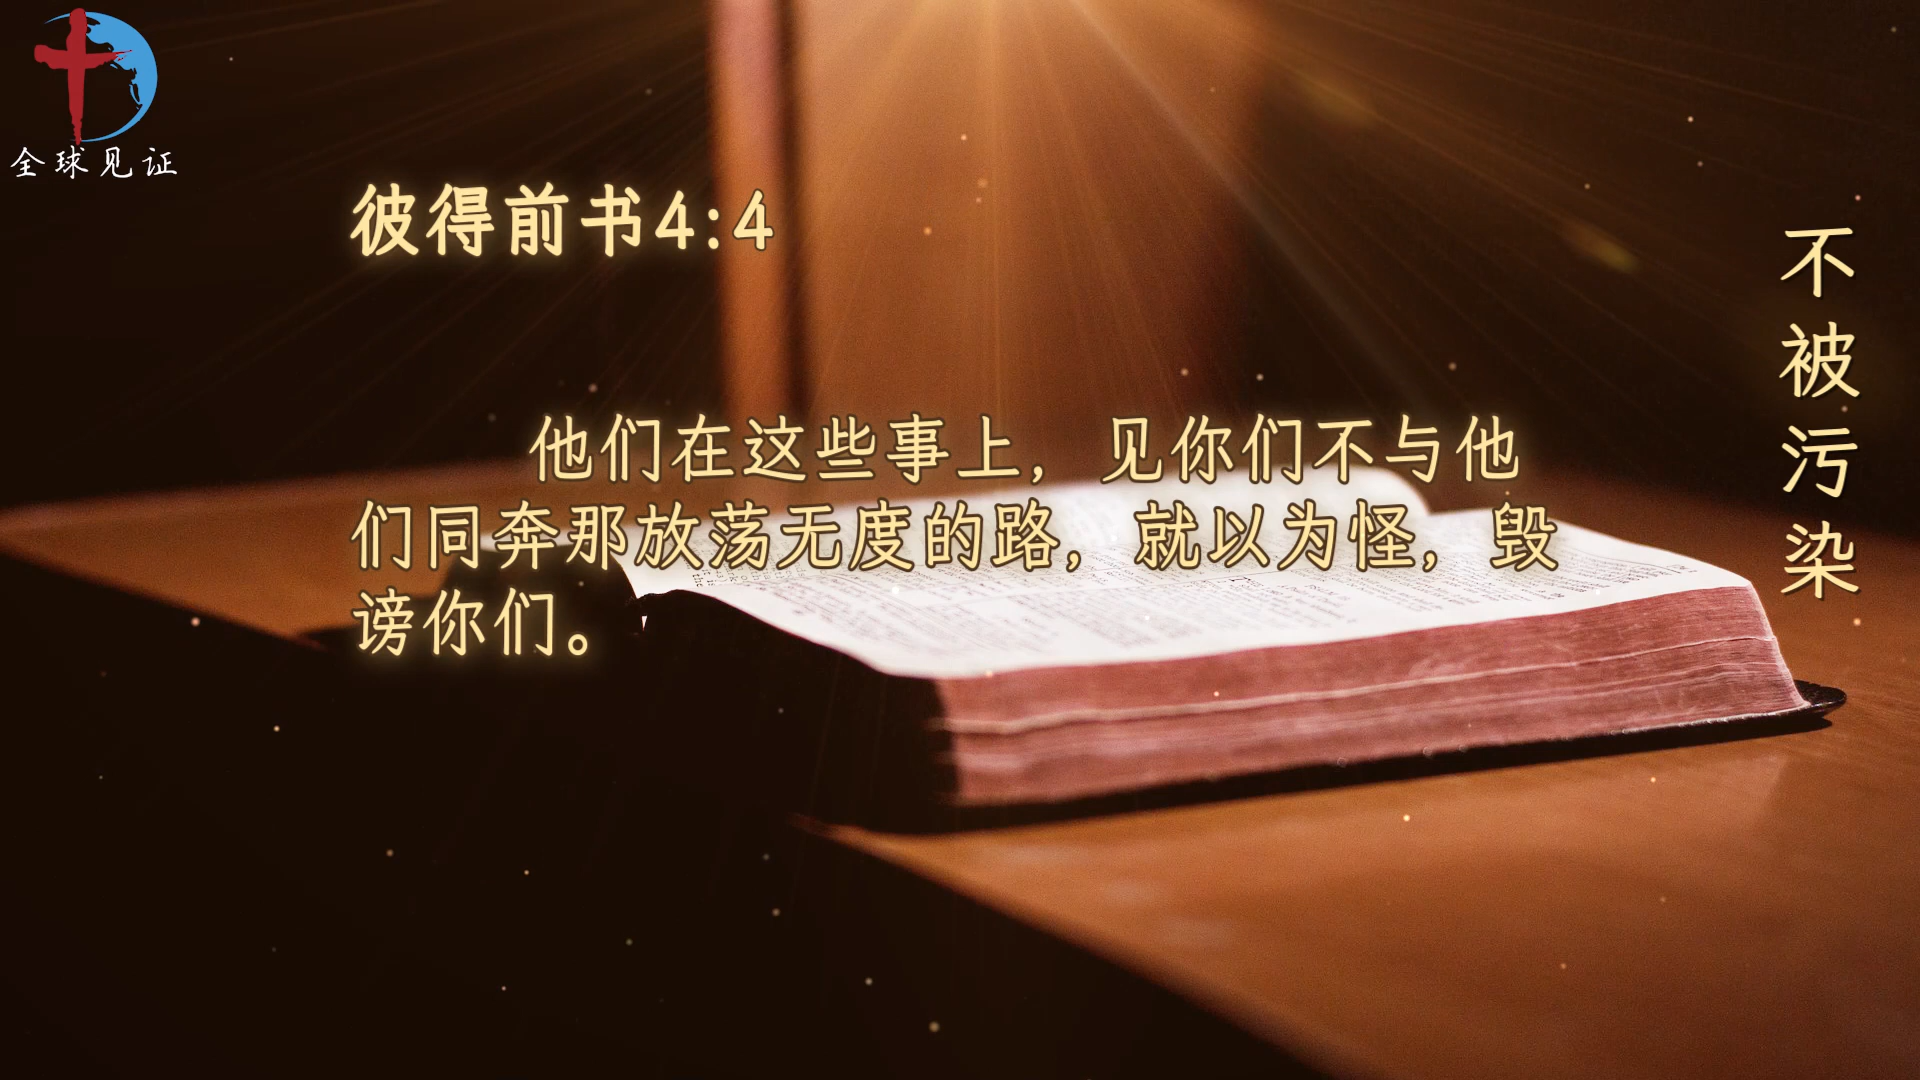 全球见证
彼得前书4:4
他们在这些事上，见你们不与他
们同奔那放荡无度的路，就以为怪，毁
谤你们。
不被污染